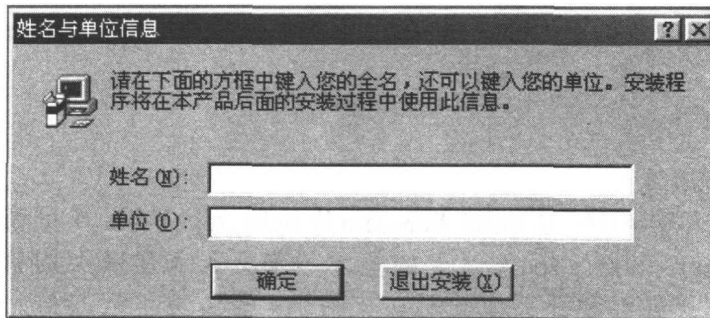 姓名与单位信息
请在下面的方框中键入您的全名，还可以键入您的单位。安装程
序将在本产品后面的安装过程中使用此信息。
姓名(N):
单位(O):
确定
退出安装(X)